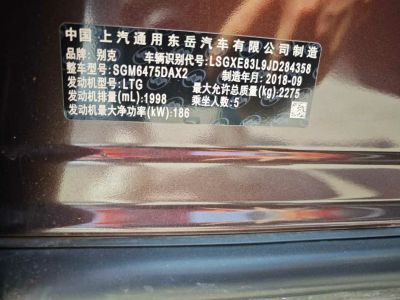 中国 上汽通用东岳汽车有限公司制造
品牌：别克 车辆识别代号：LSGXE83L9JD284358
整车型号：SGM6475DAX2 制造年月：2018-09
发动机型号：LTG 最大允许总质量(kg)：2275
发动机排量(mL)：1998 乘坐人数：5
发动机最大净功率(kW)：186